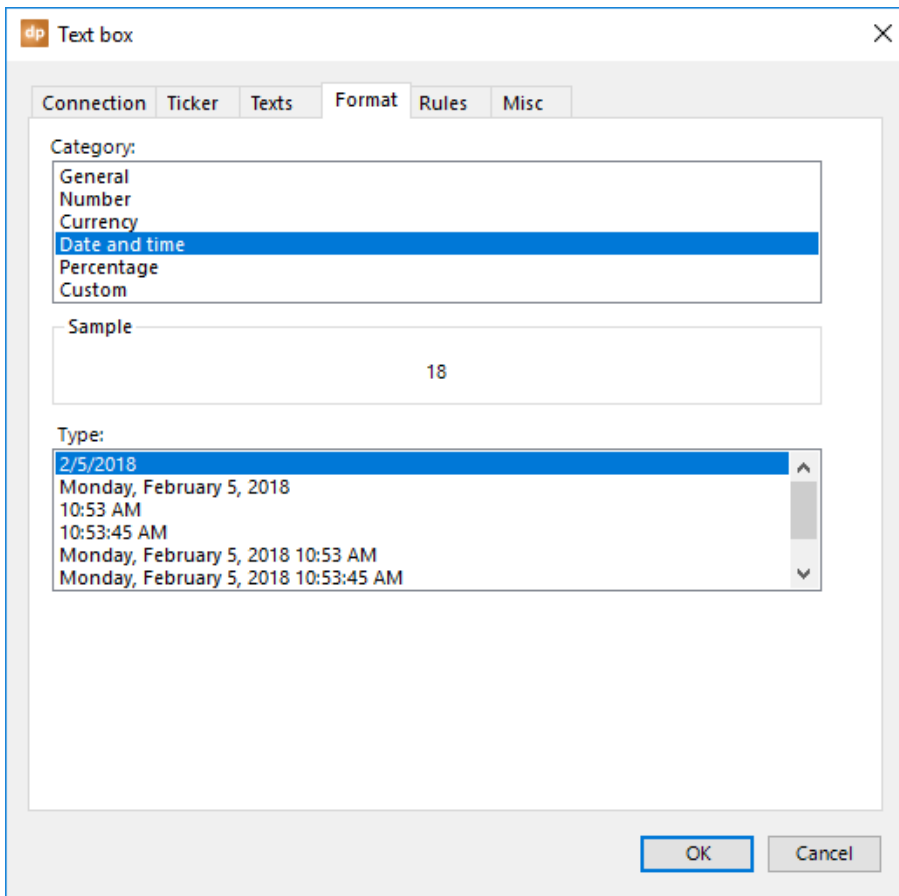 dp Text box
Connection Ticker Texts Format Rules Misc
Category:
General
Number
Currency
Date and time
Percentage
Custom
Sample
18
Type:
2/5/2018
Monday, February 5, 2018
10:53 AM
10:53:45 AM
Monday, February 5, 2018 10:53 AM
Monday, February 5, 2018 10:53:45 AM
OK Cancel